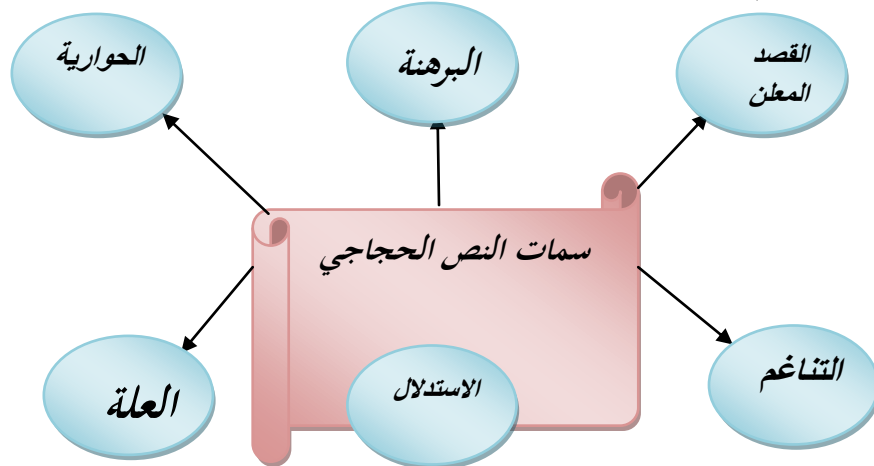 القصد
المعلن
البرهنة
الحوارية
سمات النص الحجاجي
التناغم
الاستدلال
العلة